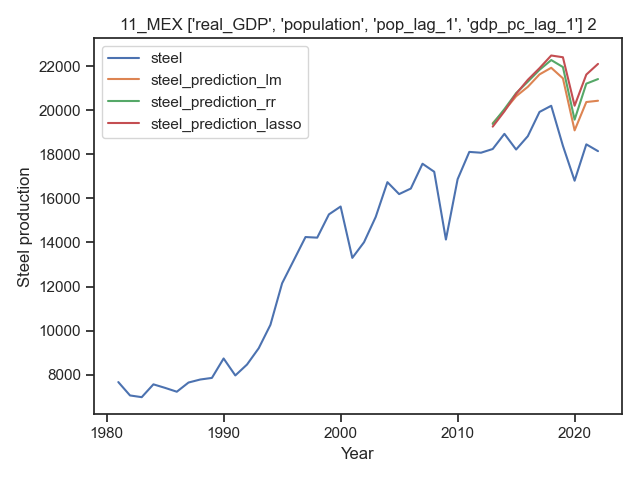 11_MEX ['real_GDP', 'population', 'pop_lag_1', 'gdp_pc_lag_1'] 2
steel
steel_prediction_lm
steel_prediction_rr
steel_prediction_lasso
Steel production
22000
20000
18000
16000
14000
12000
10000
8000
1980 1990 2000 2010 2020
Year